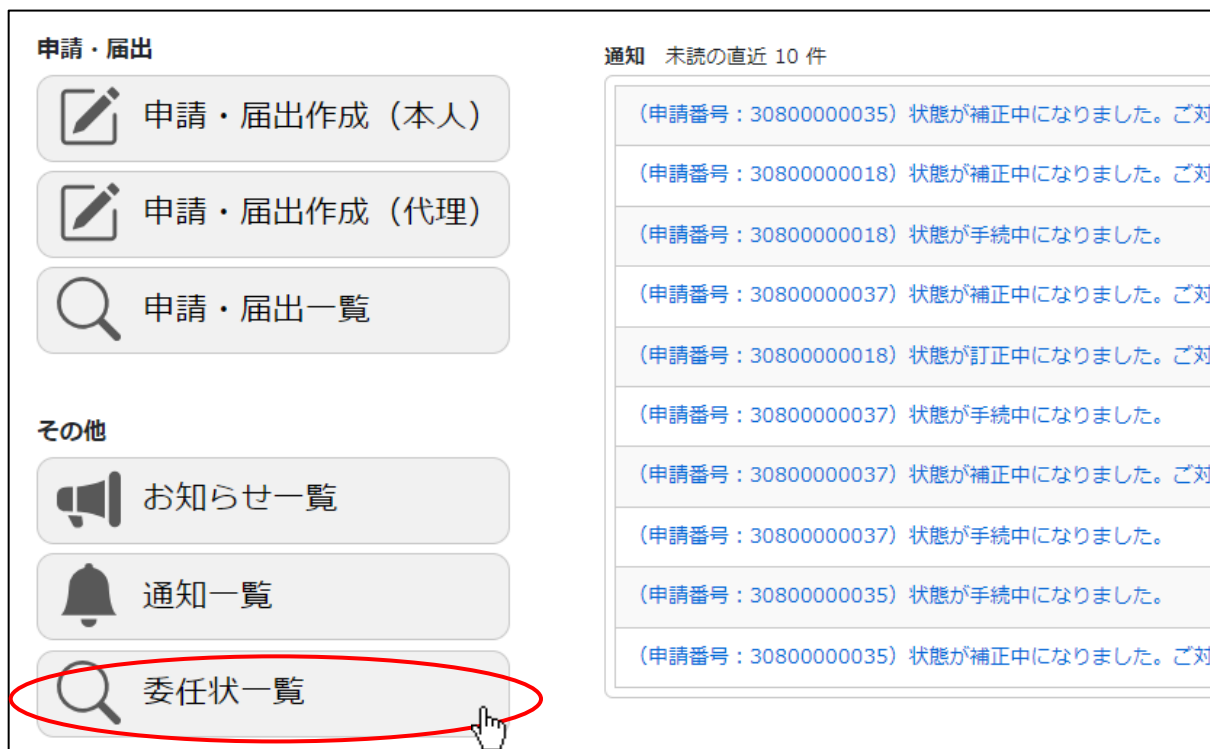 申請・届出
申請・届出作成（本人）
申請・届出作成（代理）
申請・届出一覧
その他
お知らせ一覧
通知一覧
委任状一覧
通知 未読の直近 10 件
（申請番号：30800000035）状態が補正中になりました。ご対
（申請番号：30800000018）状態が補正中になりました。ご対
（申請番号：30800000018）状態が手続中になりました。
（申請番号：30800000037）状態が補正中になりました。ご対
（申請番号：30800000018）状態が訂正中になりました。ご対
（申請番号：30800000037）状態が手続中になりました。
（申請番号：30800000037）状態が補正中になりました。ご対
（申請番号：30800000037）状態が手続中になりました。
（申請番号：30800000035）状態が手続中になりました。
（申請番号：30800000035）状態が補正中になりました。ご対